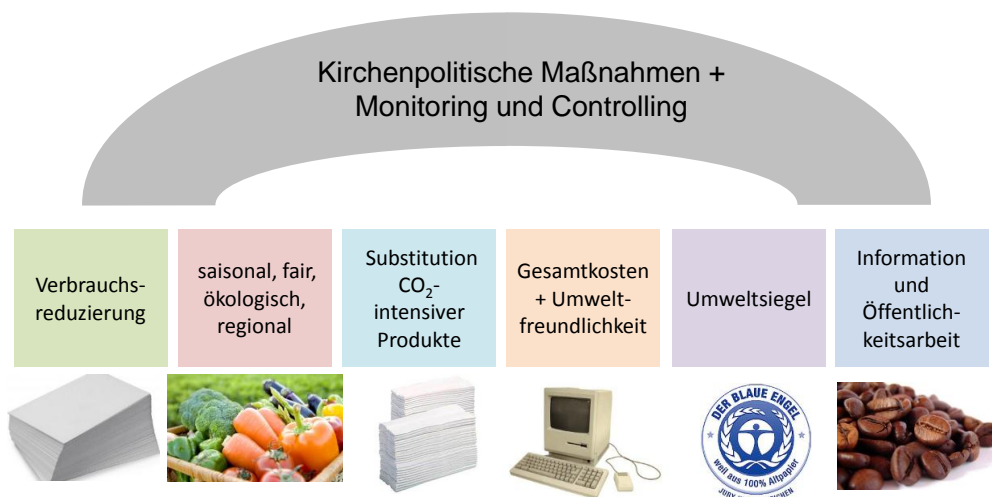 Kirchenpolitische Maßnahmen +
Monitoring und Controlling
Verbrauchs-
reduzierung
saisonal, fair,
ökologisch,
regional
Substitution
CO₂-
intensiver
Produkte
Gesamtkosten
+ Umwelt-
freundlichkeit
Umweltsiegel
Information
und
Öffentlich-
keitsarbeit
DER BLAUE ENGEL
weil aus 100% Altpapier
JURY